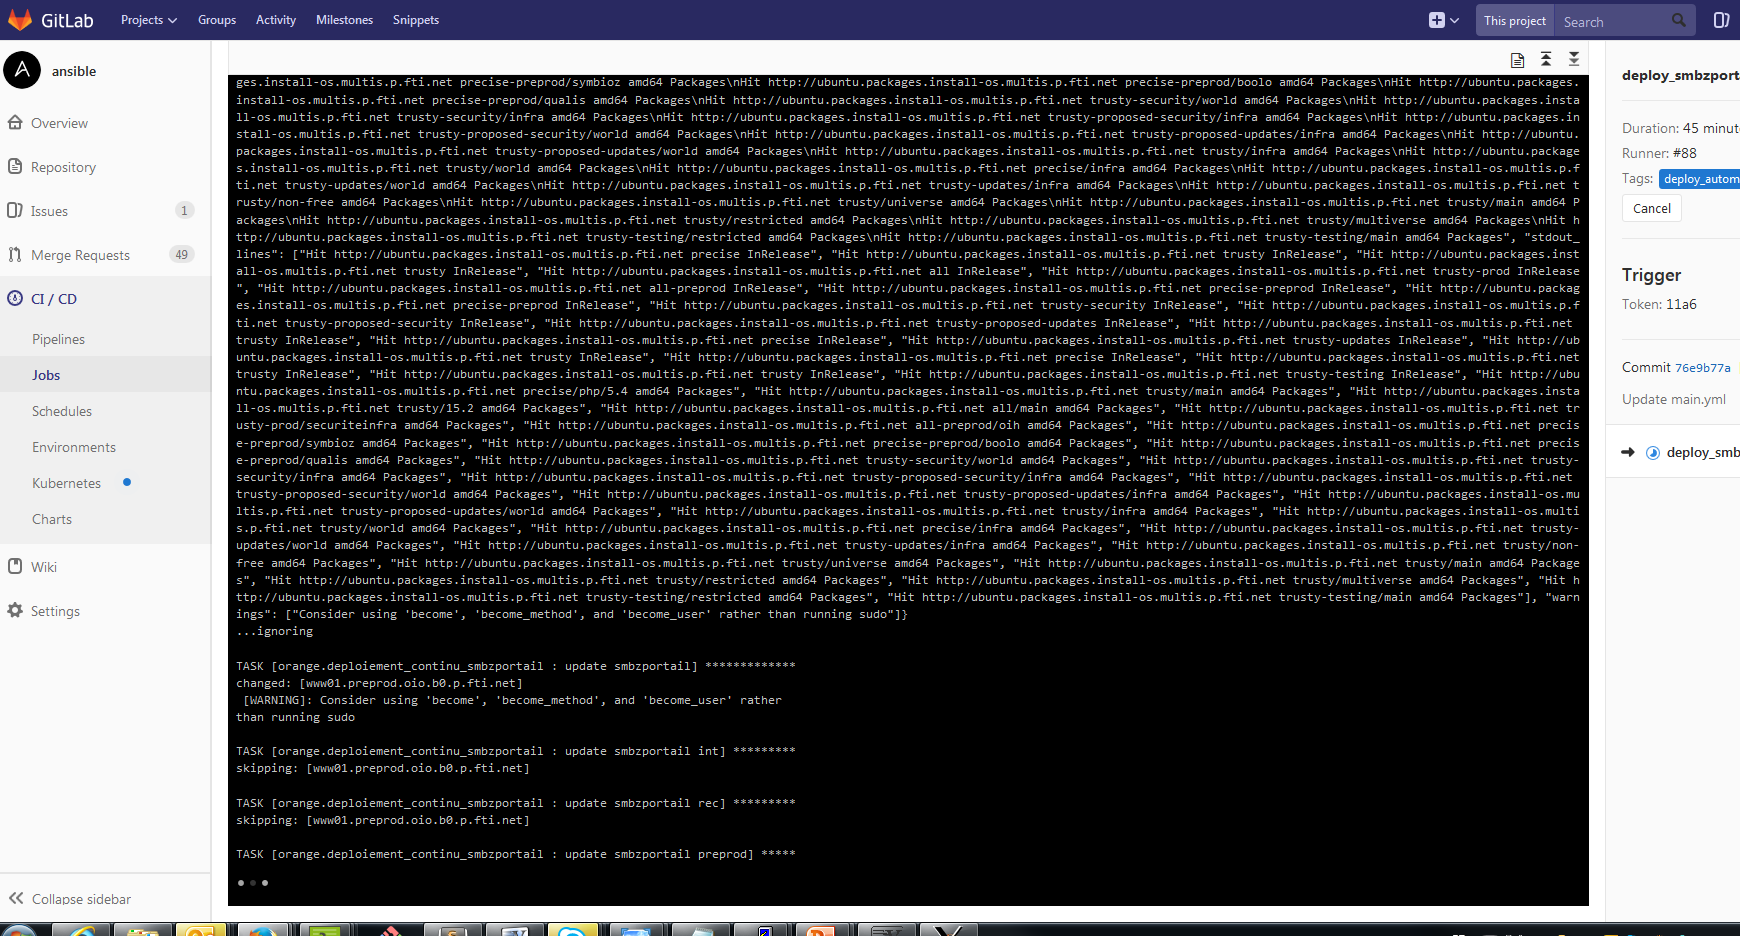 GitLab
Projects
Groups
Activity
Milestones
Snippets
This project
Search
ansible
Overview
Repository
Issues 1
Merge Requests 49
CI / CD
Pipelines
Jobs
Schedules
Environments
Kubernetes
Charts
Wiki
Settings
Collapse sidebar
ges.install-os.multis.p.fti.net precise-preprod/symbioz amd64 Packages\nHit http://ubuntu.packages.install-os.multis.p.fti.net precise-preprod/boolo amd64 Packages\nHit http://ubuntu.packages.
install-os.multis.p.fti.net precise-preprod/qualis amd64 Packages\nHit http://ubuntu.packages.install-os.multis.p.fti.net trusty-security/world amd64 Packages\nHit http://ubuntu.packages.insta
ll-os.multis.p.fti.net trusty-security/infra amd64 Packages\nHit http://ubuntu.packages.install-os.multis.p.fti.net trusty-proposed-security/infra amd64 Packages\nHit http://ubuntu.packages.in
stall-os.multis.p.fti.net trusty-proposed-security/world amd64 Packages\nHit http://ubuntu.packages.install-os.multis.p.fti.net trusty-proposed-updates/infra amd64 Packages\nHit http://ubuntu.
packages.install-os.multis.p.fti.net trusty-proposed-updates/world amd64 Packages\nHit http://ubuntu.packages.install-os.multis.p.fti.net trusty/infra amd64 Packages\nHit http://ubuntu.package
s.install-os.multis.p.fti.net trusty/world amd64 Packages\nHit http://ubuntu.packages.install-os.multis.p.fti.net precise/infra amd64 Packages\nHit http://ubuntu.packages.install-os.multis.p.f
ti.net trusty-updates/world amd64 Packages\nHit http://ubuntu.packages.install-os.multis.p.fti.net trusty-updates/infra amd64 Packages\nHit http://ubuntu.packages.install-os.multis.p.fti.net t
rusty/non-free amd64 Packages\nHit http://ubuntu.packages.install-os.multis.p.fti.net trusty/universe amd64 Packages\nHit http://ubuntu.packages.install-os.multis.p.fti.net trusty/main amd64 P
ackages\nHit http://ubuntu.packages.install-os.multis.p.fti.net trusty/restricted amd64 Packages\nHit http://ubuntu.packages.install-os.multis.p.fti.net trusty/multiverse amd64 Packages\nHit h
ttp://ubuntu.packages.install-os.multis.p.fti.net trusty-testing/restricted amd64 Packages\nHit http://ubuntu.packages.install-os.multis.p.fti.net trusty-testing/main amd64 Packages", "stdout_
lines": ["Hit http://ubuntu.packages.install-os.multis.p.fti.net precise InRelease", "Hit http://ubuntu.packages.install-os.multis.p.fti.net trusty InRelease", "Hit http://ubuntu.packages.inst
all-os.multis.p.fti.net trusty InRelease", "Hit http://ubuntu.packages.install-os.multis.p.fti.net all InRelease", "Hit http://ubuntu.packages.install-os.multis.p.fti.net trusty-prod InRelease
", "Hit http://ubuntu.packages.install-os.multis.p.fti.net all-preprod InRelease", "Hit http://ubuntu.packages.install-os.multis.p.fti.net precise-preprod InRelease", "Hit http://ubuntu.packag
es.install-os.multis.p.fti.net precise-preprod InRelease", "Hit http://ubuntu.packages.install-os.multis.p.fti.net trusty-security InRelease", "Hit http://ubuntu.packages.install-os.multis.p.f
ti.net trusty-proposed-security InRelease", "Hit http://ubuntu.packages.install-os.multis.p.fti.net trusty-proposed-updates InRelease", "Hit http://ubuntu.packages.install-os.multis.p.fti.net
trusty InRelease", "Hit http://ubuntu.packages.install-os.multis.p.fti.net precise InRelease", "Hit http://ubuntu.packages.install-os.multis.p.fti.net trusty-updates InRelease", "Hit http://ub
untu.packages.install-os.multis.p.fti.net trusty InRelease", "Hit http://ubuntu.packages.install-os.multis.p.fti.net precise InRelease", "Hit http://ubuntu.packages.install-os.multis.p.fti.net
trusty InRelease", "Hit http://ubuntu.packages.install-os.multis.p.fti.net trusty InRelease", "Hit http://ubuntu.packages.install-os.multis.p.fti.net trusty-testing InRelease", "Hit http://ubu
ntu.packages.install-os.multis.p.fti.net precise/php/5.4 amd64 Packages", "Hit http://ubuntu.packages.install-os.multis.p.fti.net trusty/main amd64 Packages", "Hit http://ubuntu.packages.insta
ll-os.multis.p.fti.net trusty/15.2 amd64 Packages", "Hit http://ubuntu.packages.install-os.multis.p.fti.net all/main amd64 Packages", "Hit http://ubuntu.packages.install-os.multis.p.fti.net tr
usty-prod/securiteinfra amd64 Packages", "Hit http://ubuntu.packages.install-os.multis.p.fti.net all-preprod/oih amd64 Packages", "Hit http://ubuntu.packages.install-os.multis.p.fti.net precis
e-preprod/symbioz amd64 Packages", "Hit http://ubuntu.packages.install-os.multis.p.fti.net precise-preprod/boolo amd64 Packages", "Hit http://ubuntu.packages.install-os.multis.p.fti.net precis
e-preprod/qualis amd64 Packages", "Hit http://ubuntu.packages.install-os.multis.p.fti.net trusty-security/world amd64 Packages", "Hit http://ubuntu.packages.install-os.multis.p.fti.net trusty-
security/infra amd64 Packages", "Hit http://ubuntu.packages.install-os.multis.p.fti.net trusty-proposed-security/infra amd64 Packages", "Hit http://ubuntu.packages.install-os.multis.p.fti.net
trusty-proposed-security/world amd64 Packages", "Hit http://ubuntu.packages.install-os.multis.p.fti.net trusty-proposed-updates/infra amd64 Packages", "Hit http://ubuntu.packages.install-os.mu
ltis.p.fti.net trusty-proposed-updates/world amd64 Packages", "Hit http://ubuntu.packages.install-os.multis.p.fti.net trusty/infra amd64 Packages", "Hit http://ubuntu.packages.install-os.multi
s.p.fti.net trusty/world amd64 Packages", "Hit http://ubuntu.packages.install-os.multis.p.fti.net precise/infra amd64 Packages", "Hit http://ubuntu.packages.install-os.multis.p.fti.net trusty-
updates/world amd64 Packages", "Hit http://ubuntu.packages.install-os.multis.p.fti.net trusty-updates/infra amd64 Packages", "Hit http://ubuntu.packages.install-os.multis.p.fti.net trusty/non-
free amd64 Packages", "Hit http://ubuntu.packages.install-os.multis.p.fti.net trusty/universe amd64 Packages", "Hit http://ubuntu.packages.install-os.multis.p.fti.net trusty/main amd64 Package
s", "Hit http://ubuntu.packages.install-os.multis.p.fti.net trusty/restricted amd64 Packages", "Hit http://ubuntu.packages.install-os.multis.p.fti.net trusty/multiverse amd64 Packages", "Hit h
ttp://ubuntu.packages.install-os.multis.p.fti.net trusty-testing/restricted amd64 Packages", "Hit http://ubuntu.packages.install-os.multis.p.fti.net trusty-testing/main amd64 Packages"], "warn
ings": ["Consider using 'become', 'become_method', and 'become_user' rather than running sudo"]}
...ignoring
TASK [orange.deploiement_continu_smbzportail : update smbzportail] *************
changed: [www01.preprod.oio.b0.p.fti.net]
[WARNING]: Consider using 'become', 'become_method', and 'become_user' rather
than running sudo
TASK [orange.deploiement_continu_smbzportail : update smbzportail int] *********
skipping: [www01.preprod.oio.b0.p.fti.net]
TASK [orange.deploiement_continu_smbzportail : update smbzportail rec] *********
skipping: [www01.preprod.oio.b0.p.fti.net]
TASK [orange.deploiement_continu_smbzportail : update smbzportail preprod] *****
deploy_smbzport
Duration: 45 minut
Runner: #88
Tags: deploy_autom
Cancel
Trigger
Token: 11a6
Commit 76e9b77a
Update main.yml
deploy_smb